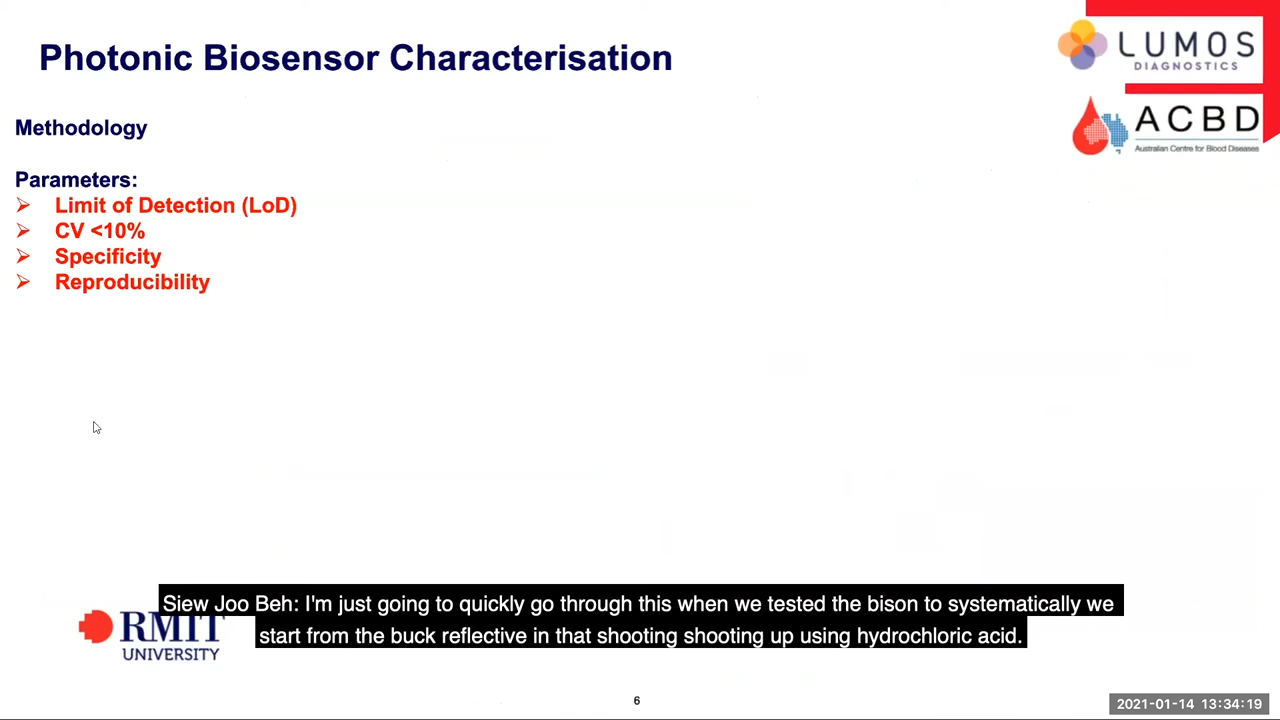 Photonic Biosensor Characterisation
LUMOS
DIAGNOSTICS
ACBD
Australian Centre for Blood Diseases
Methodology
Parameters:
Limit of Detection (LoD)
CV <10%
Specificity
Reproducibility
Siew Joo Beh: I'm just going to quickly go through this when we tested the bison to systematically we
start from the buck reflective in that shooting shooting up using hydrochloric acid.
RMIT
UNIVERSITY
6
2021-01-14 13:34:19